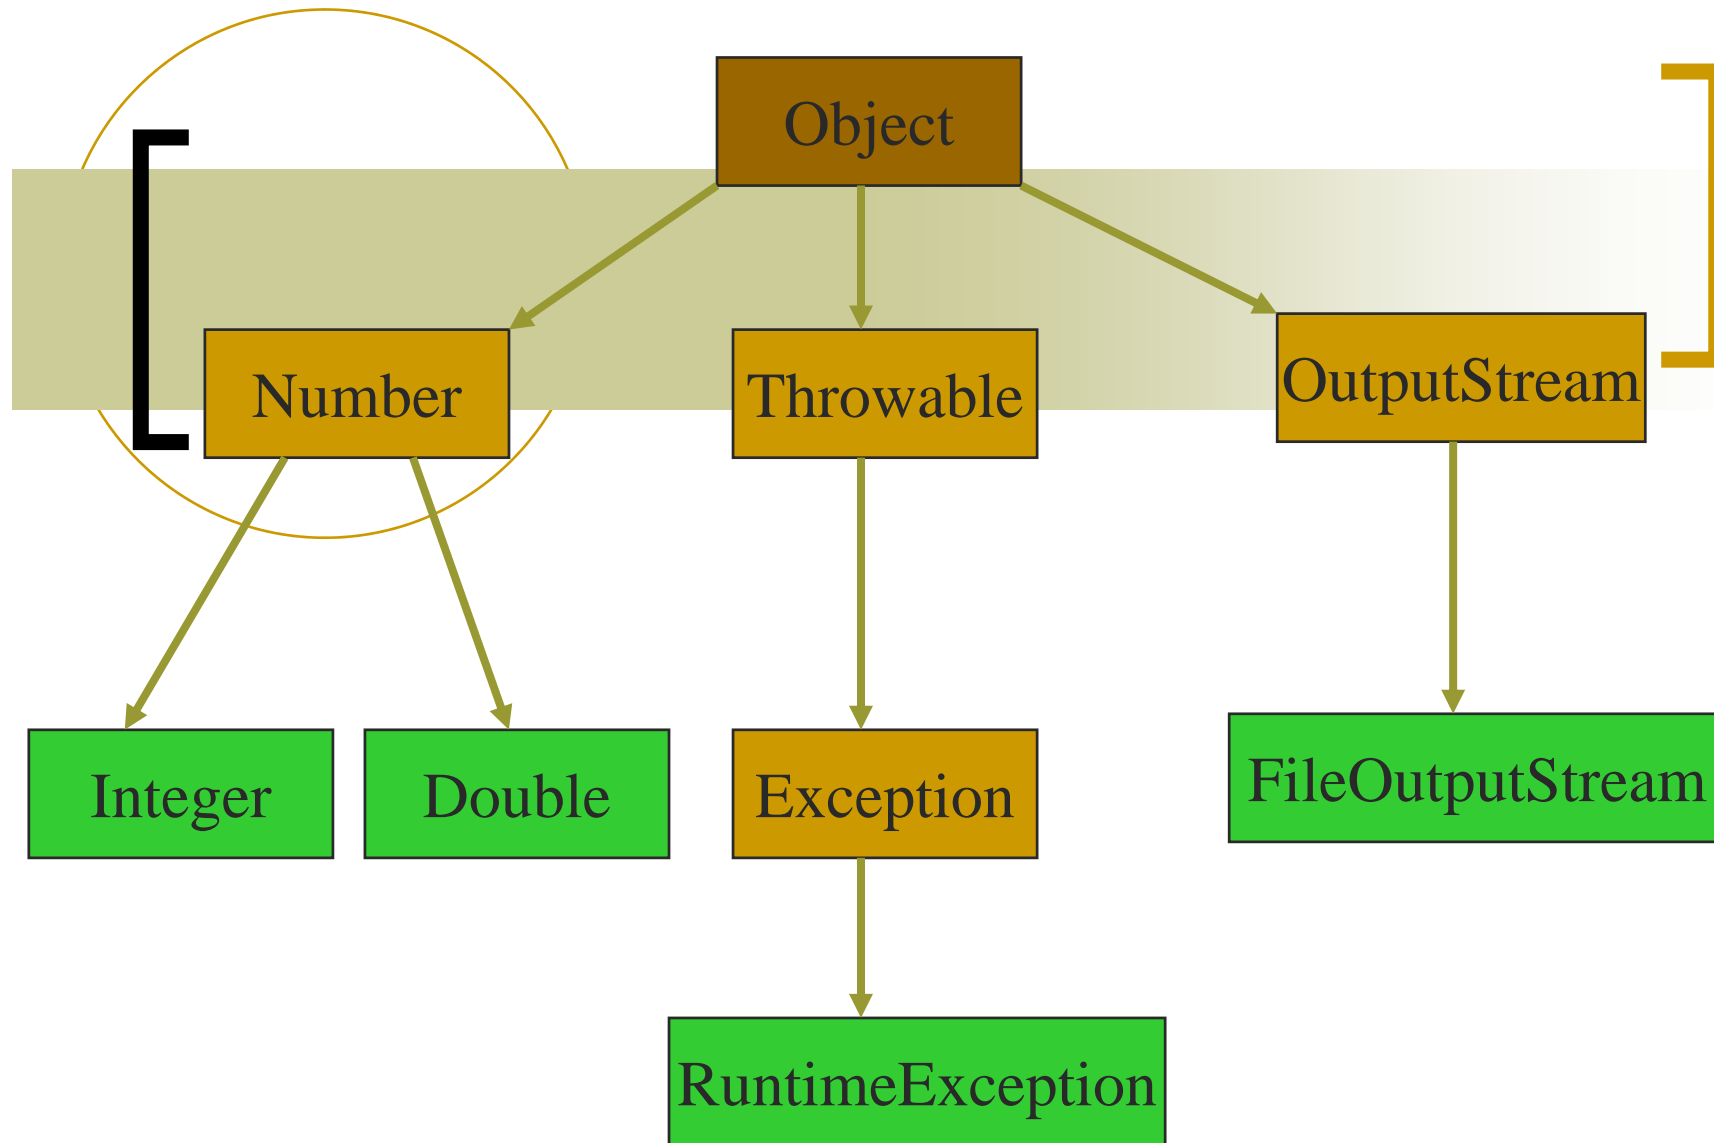 Object
Number
Throwable
OutputStream
Integer
Double
Exception
FileOutputStream
RuntimeException